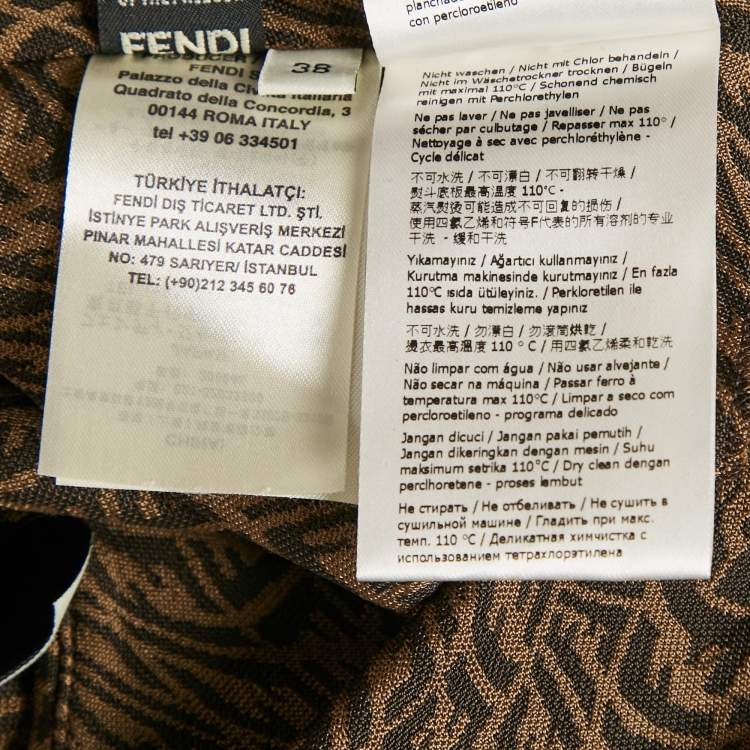 FENDI
38
PRODUCER /
FENDI S
Palazzo della Civiltà Italiana
Quadrato della Concordia, 3
00144 ROMA ITALY
tel +39 06 334501
TÜRKİYE İTHALATÇI:
FENDİ DIŞ TİCARET LTD. ŞTİ.
İSTİNYE PARK ALIŞVERİŞ MERKEZİ
PINAR MAHALLESİ KATAR CADDESİ
NO: 479 SARIYER/ İSTANBUL
TEL: (+90)212 345 60 76
planchado
con percloroetileno
Nicht waschen / Nicht mit Chlor behandeln /
Nicht im Wäschetrockner trocknen / Bügeln
mit maximal 110°C / Schonend chemisch
reinigen mit Perchlorethylen
Ne pas laver / Ne pas javelliser / Ne pas
sécher par culbutage / Repasser max 110° /
Nettoyage à sec avec perchloréthylène -
Cycle délicat
不可水洗 / 不可漂白 / 不可翻转干燥 /
熨斗底板最高温度 110°C -
蒸汽熨烫可能造成不可回复的损伤 /
使用四氯乙烯和符号F代表的所有溶剂的专业
干洗 - 缓和干洗
Yıkamayınız / Ağartıcı kullanmayınız /
Kurutma makinesinde kurutmayınız / En fazla
110°C ısıda ütüleyiniz. / Perkloretilen ile
hassas kuru temizleme yapınız
不可水洗 / 勿漂白 / 勿滾筒烘乾 /
燙衣最高溫度 110°C / 用四氯乙烯柔和乾洗
Não limpar com água / Não usar alvejante /
Não secar na máquina / Passar ferro à
temperatura max 110°C / Limpar a seco com
percloroetileno - programa delicado
Jangan dicuci / Jangan pakai pemutih /
Jangan dikeringkan dengan mesin / Suhu
maksimum setrika 110°C / Dry clean dengan
perclhoretene - proses lembut
Не стирать / Не отбеливать / Не сушить в
сушильной машине / Гладить при макс.
темп. 110 °C / Деликатная химчистка с
использованием тетрахлорэтилена